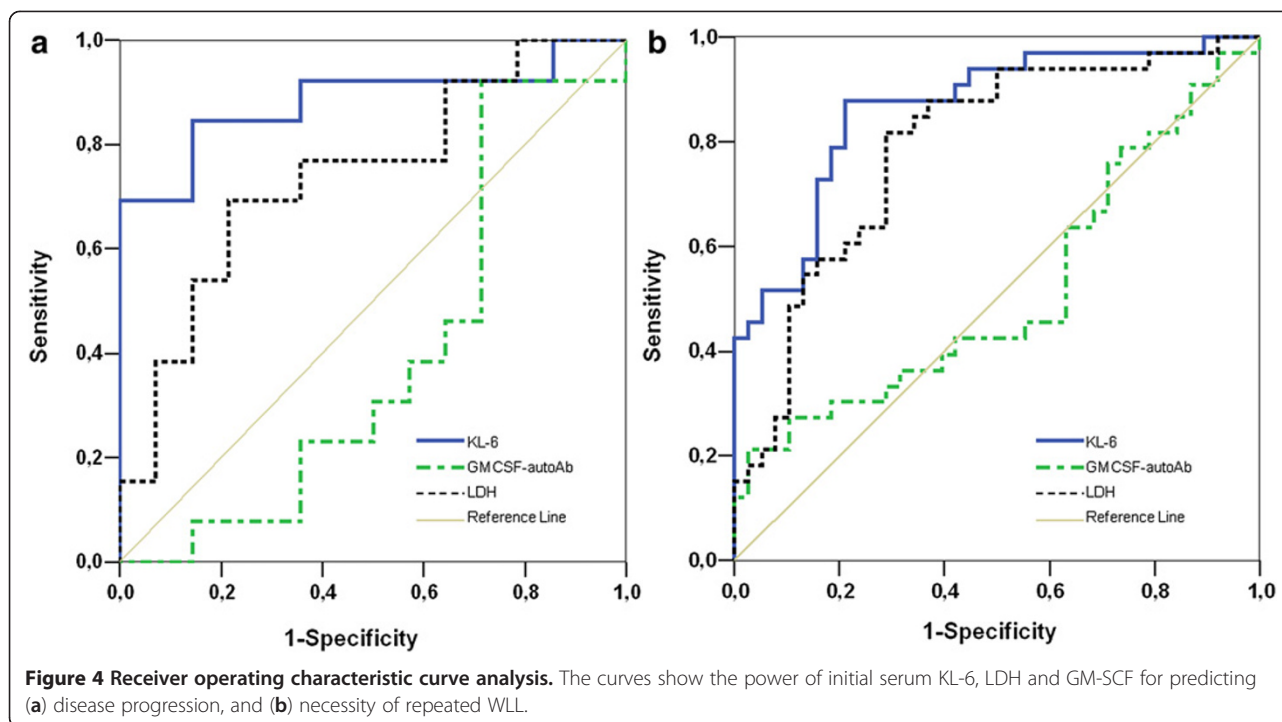 a
1,0
0,8
0,6
0,4
0,2
0,0
Sensitivity
KL-6
GMCSF-autoAb
LDH
Reference Line
0,0 0,2 0,4 0,6 0,8 1,0
1-Specificity
b
1,0
0,8
0,6
0,4
0,2
0,0
Sensitivity
KL-6
GMCSF-autoAb
LDH
Reference Line
0,0 0,2 0,4 0,6 0,8 1,0
1-Specificity
Figure 4 Receiver operating characteristic curve analysis. The curves show the power of initial serum KL-6, LDH and GM-SCF for predicting
(a) disease progression, and (b) necessity of repeated WLL.